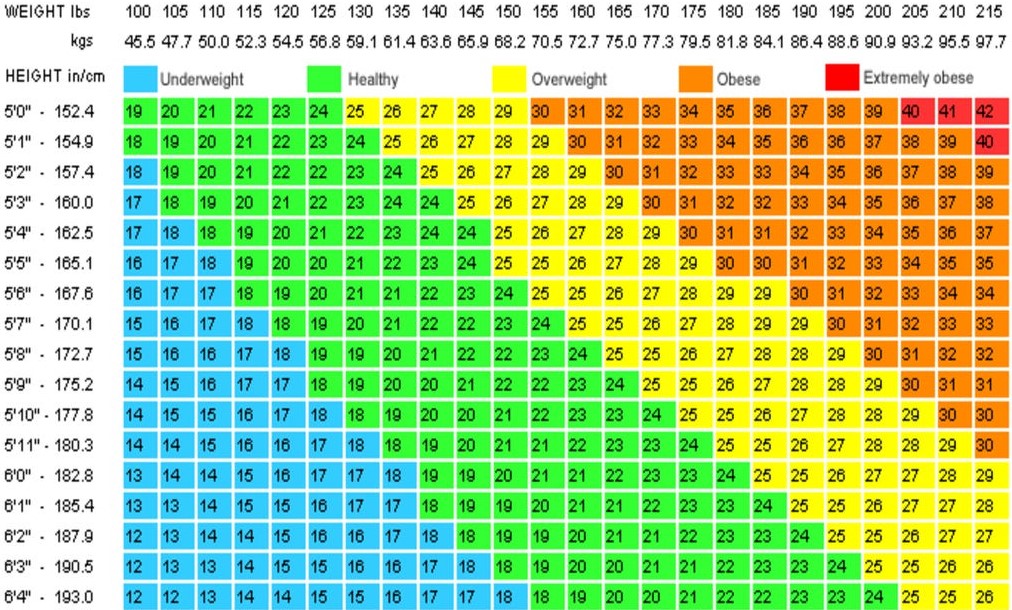 WEIGHT lbs 100 105 110 115 120 125 130 135 140 145 150 155 160 165 170 175 180 185 190 195 200 205 210 215
kgs 45.5 47.7 50.0 52.3 54.5 56.8 59.1 61.4 63.6 65.9 68.2 70.5 72.7 75.0 77.3 79.5 81.8 84.1 86.4 88.6 90.9 93.2 95.5 97.7
HEIGHT in/cm Underweight Healthy Overweight Obese Extremely obese
5'0" - 152.4 19 20 21 22 23 24 25 26 27 28 29 30 31 32 33 34 35 36 37 38 39 40 41 42
5'1" - 154.9 18 19 20 21 22 23 24 25 26 27 28 29 30 31 32 33 34 35 36 36 37 38 39 40
5'2" - 157.4 18 19 20 21 22 22 23 24 25 26 27 28 29 30 31 32 33 33 34 35 36 37 38 39
5'3" - 160.0 17 18 19 20 21 22 23 24 24 25 26 27 28 29 30 31 32 32 33 34 35 36 37 38
5'4" - 162.5 17 18 18 19 20 21 22 23 24 24 25 26 27 28 29 30 31 31 32 33 34 35 36 37
5'5" - 165.1 16 17 18 19 20 20 21 22 23 24 25 25 26 27 28 29 30 30 31 32 33 34 35 35
5'6" - 167.6 16 17 17 18 19 20 21 21 22 23 24 25 25 26 27 28 29 29 30 31 32 33 34 34
5'7" - 170.1 15 16 17 18 18 19 20 21 22 22 23 24 25 25 26 27 28 29 29 30 31 32 33 33
5'8" - 172.7 15 16 16 17 18 19 19 20 21 22 22 23 24 25 25 26 27 28 28 29 30 31 32 32
5'9" - 175.2 14 15 16 17 17 18 19 20 20 21 22 22 23 24 25 25 26 27 28 28 29 30 31 31
5'10" - 177.8 14 15 15 16 17 18 18 19 20 20 21 22 23 23 24 25 25 26 27 28 28 29 30 30
5'11" - 180.3 14 14 15 16 16 17 18 18 19 20 21 21 22 23 23 24 25 25 26 27 28 28 29 30
6'0" - 182.8 13 14 14 15 16 17 17 18 19 19 20 21 21 22 23 23 24 25 25 26 27 27 28 29
6'1" - 185.4 13 13 14 15 15 16 17 17 18 19 19 20 21 21 22 23 23 24 25 25 26 27 27 28
6'2" - 187.9 12 13 14 14 15 16 16 17 18 18 19 19 20 21 21 22 23 23 24 25 25 26 27 27
6'3" - 190.5 12 13 13 14 15 15 16 16 17 18 18 19 20 20 21 21 22 23 23 24 25 25 26 26
6'4" - 193.0 12 12 13 14 14 15 15 16 17 17 18 18 19 20 20 21 22 22 23 23 24 25 25 26